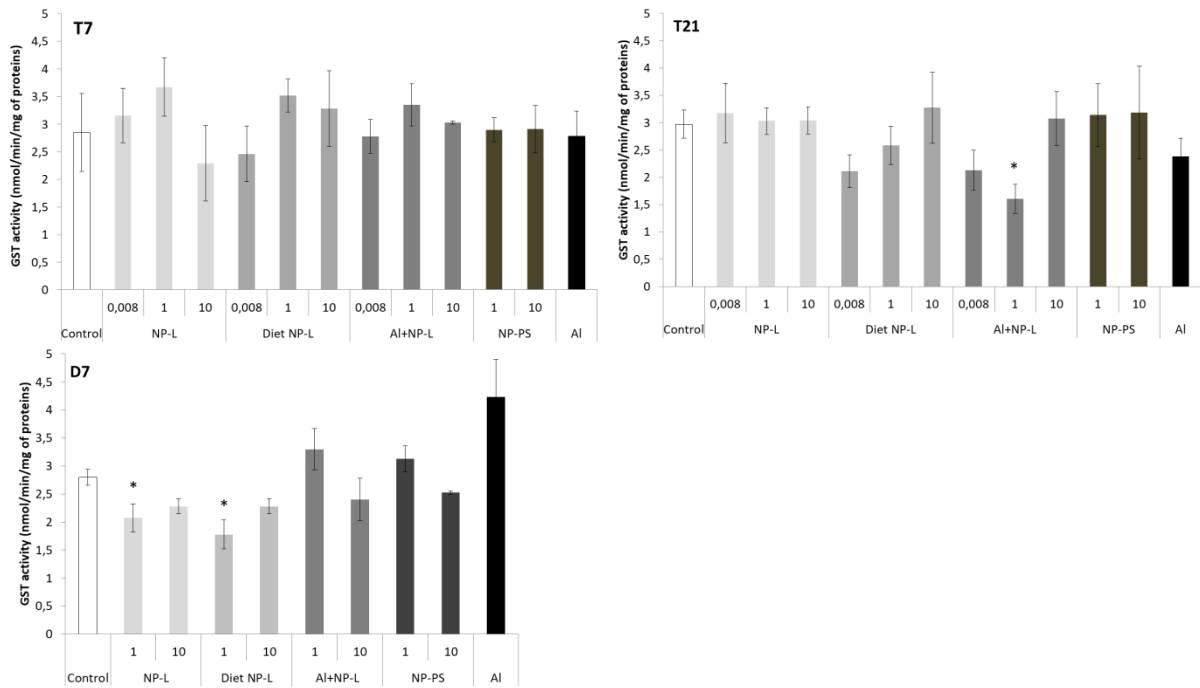 T7
GST activity (nmol/min/mg of proteins)
5
4,5
4
3,5
3
2,5
2
1,5
1
0,5
0
0,008 1 10 0,008 1 10 0,008 1 10 1 10
Control NP-L Diet NP-L Al+NP-L NP-PS Al
T21
GST activity (nmol/min/mg of proteins)
5
4,5
4
3,5
3
2,5
2
1,5
1
0,5
0
*
0,008 1 10 0,008 1 10 0,008 1 10 1 10
Control NP-L Diet NP-L Al+NP-L NP-PS Al
D7
GST activity (nmol/min/mg of proteins)
5
4,5
4
3,5
3
2,5
2
1,5
1
0,5
0
* *
1 10 1 10 1 10 1 10
Control NP-L Diet NP-L Al+NP-L NP-PS Al